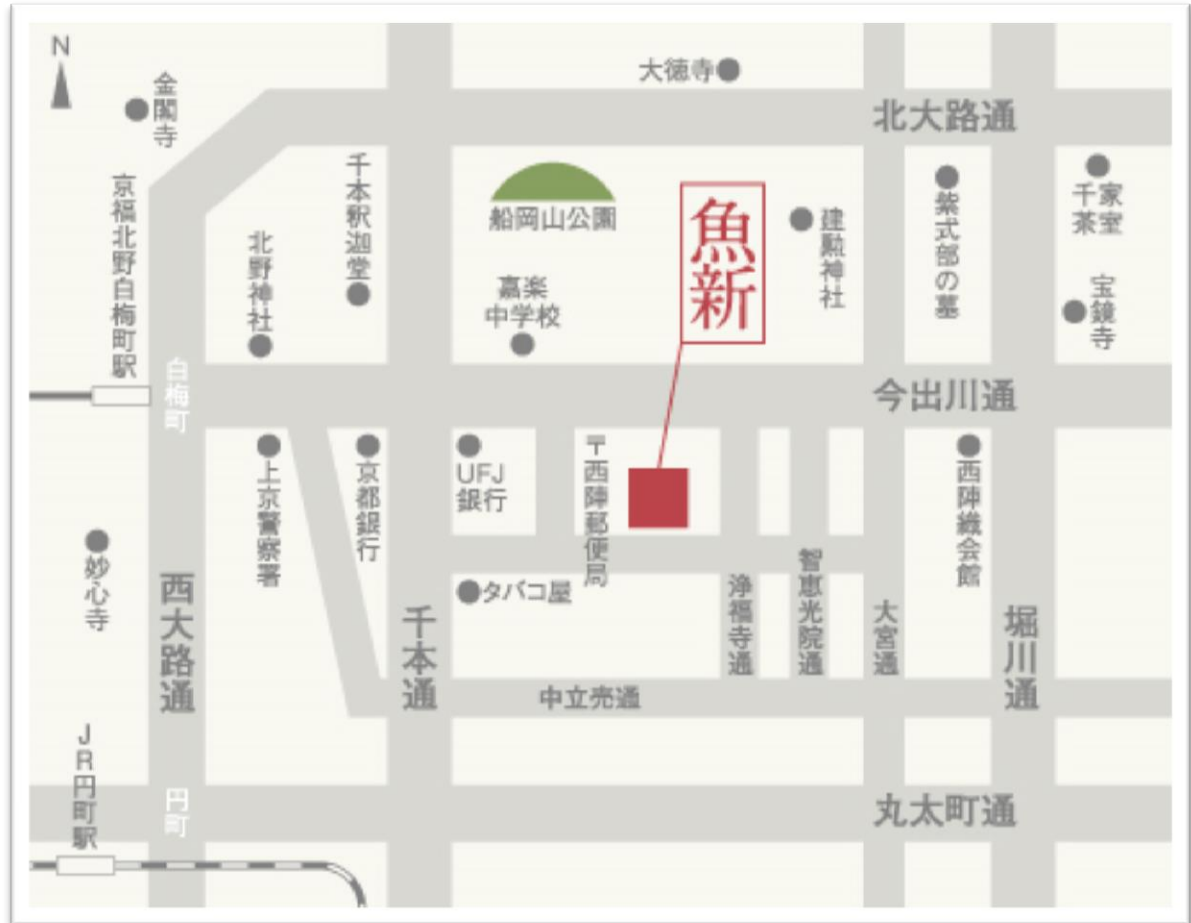 N
金閣寺
大徳寺
北大路通
京福北野白梅町駅
千本釈迦堂
北野神社
船岡山公園
嘉楽
中学校
魚新
建勲神社
紫式部の墓
千家
茶室
宝鏡寺
白梅町
今出川通
上京警察署
京都銀行
UFJ
銀行
〒西陣郵便局
西陣織会館
妙心寺
タバコ屋
西大路通
千本通
浄福寺通
智恵光院通
大宮通
堀川通
中立売通
JR円町駅
円町
丸太町通